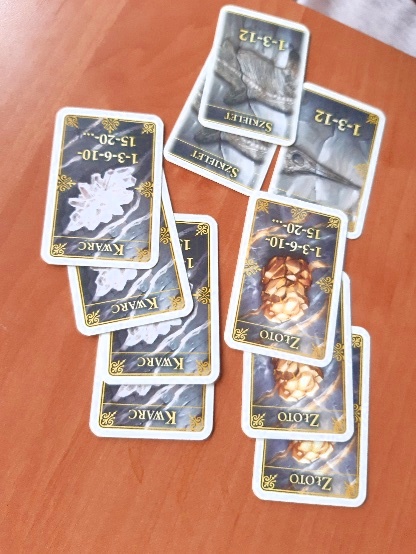 SZKIELET
1-3-12
SZKIELET
1-3-12
KWARC
1-3-6-10-
15-20-...
KWARC
KWARC
KWARC
ZŁOTO
1-3-6-10-
15-20-...
ZŁOTO
ZŁOTO